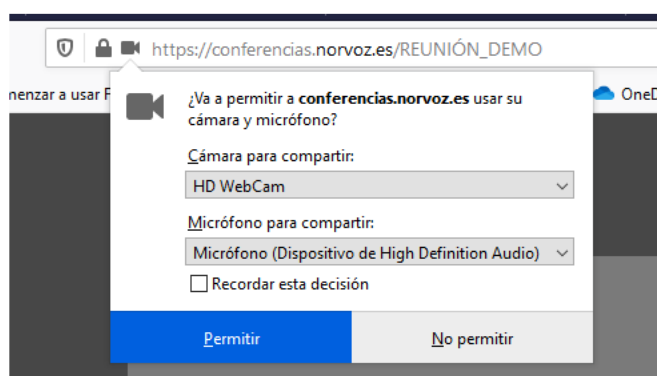 https://conferencias.norvoz.es/REUNIÓN_DEMO
menzar a usar F
OneD
¿Va a permitir a conferencias.norvoz.es usar su
cámara y micrófono?
Cámara para compartir:
HD WebCam
Micrófono para compartir:
Micrófono (Dispositivo de High Definition Audio)
Recordar esta decisión
Permitir
No permitir